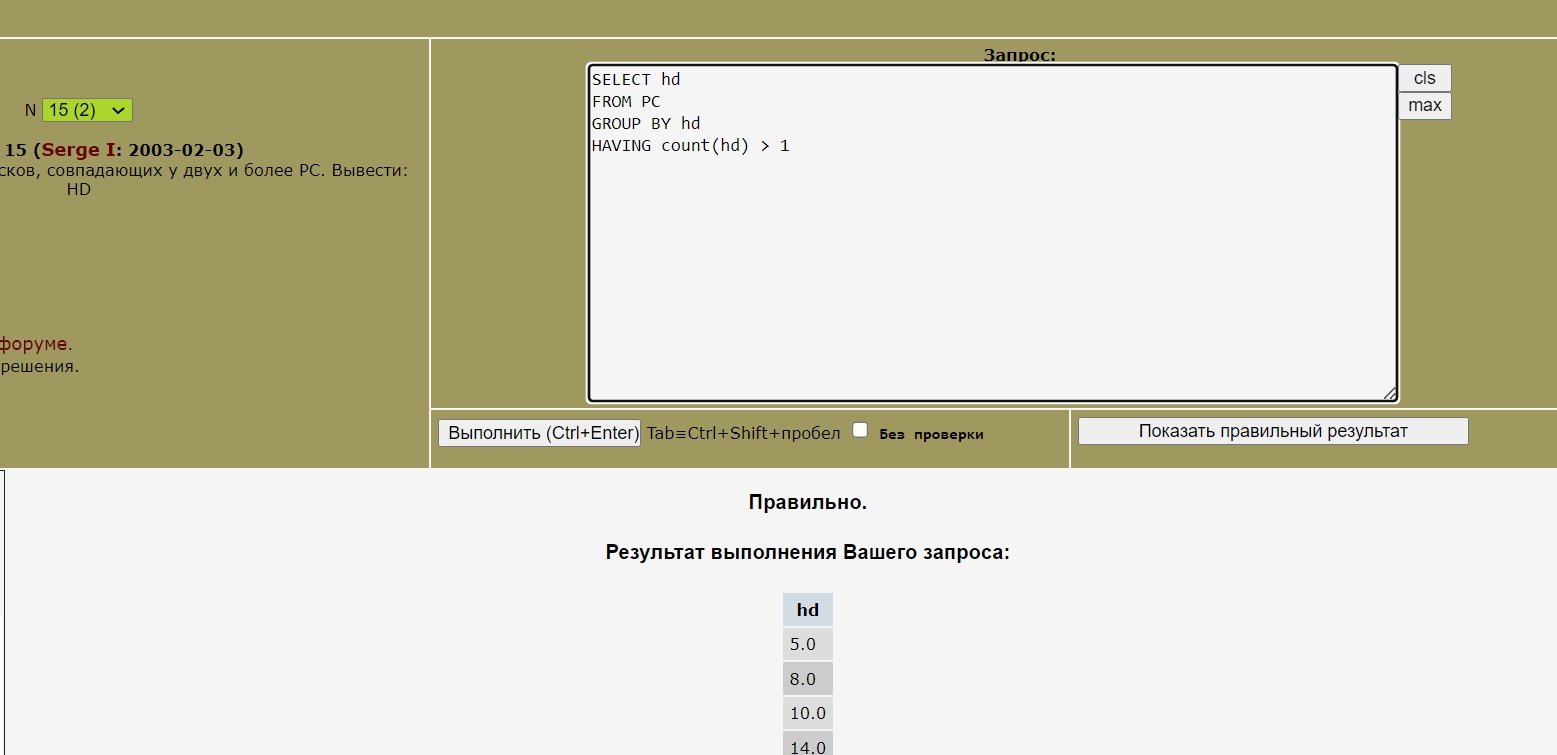 Запрос:
SELECT hd
FROM PC
GROUP BY hd
HAVING count(hd) > 1
cls
max
N 15 (2)
15 (Serge I: 2003-02-03)
сков, совпадающих у двух и более PC. Вывести:
HD
форуме.
решения.
Выполнить (Ctrl+Enter) Tab≡Ctrl+Shift+пробел Без проверки
Показать правильный результат
Правильно.
Результат выполнения Вашего запроса:
hd
5.0
8.0
10.0
14.0